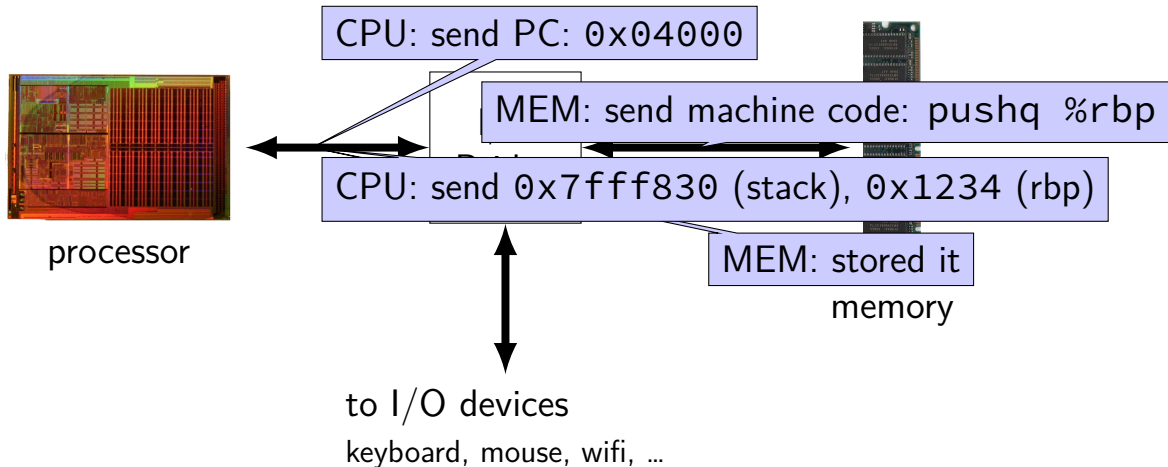 CPU: send PC: 0x04000
MEM: send machine code: pushq %rbp
CPU: send 0x7fff830 (stack), 0x1234 (rbp)
processor
MEM: stored it
memory
to I/O devices
keyboard, mouse, wifi, …